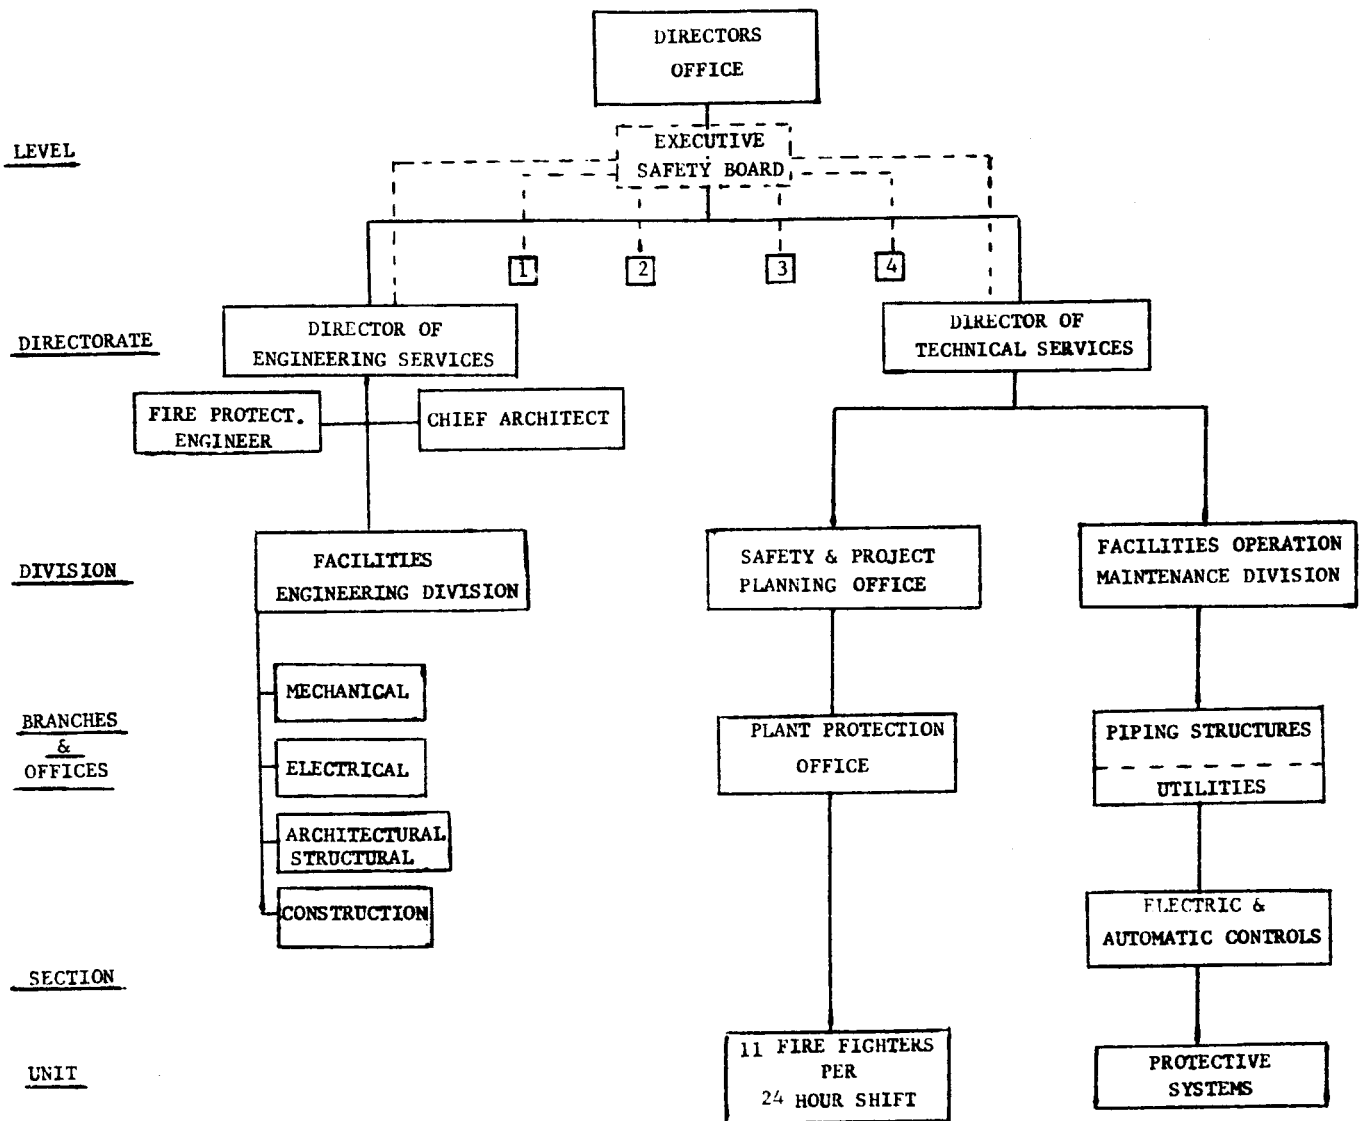 DIRECTORS
OFFICE
LEVEL
EXECUTIVE
SAFETY BOARD
1
2
3
4
DIRECTORATE
DIRECTOR OF
ENGINEERING SERVICES
DIRECTOR OF
TECHNICAL SERVICES
FIRE PROTECT.
ENGINEER
CHIEF ARCHITECT
DIVISION
FACILITIES
ENGINEERING DIVISION
SAFETY & PROJECT
PLANNING OFFICE
FACILITIES OPERATION
MAINTENANCE DIVISION
BRANCHES
&
OFFICES
MECHANICAL
ELECTRICAL
ARCHITECTURAL
STRUCTURAL
CONSTRUCTION
PLANT PROTECTION
OFFICE
PIPING STRUCTURES
UTILITIES
ELECTRIC &
AUTOMATIC CONTROLS
SECTION
UNIT
11 FIRE FIGHTERS
PER
24 HOUR SHIFT
PROTECTIVE
SYSTEMS